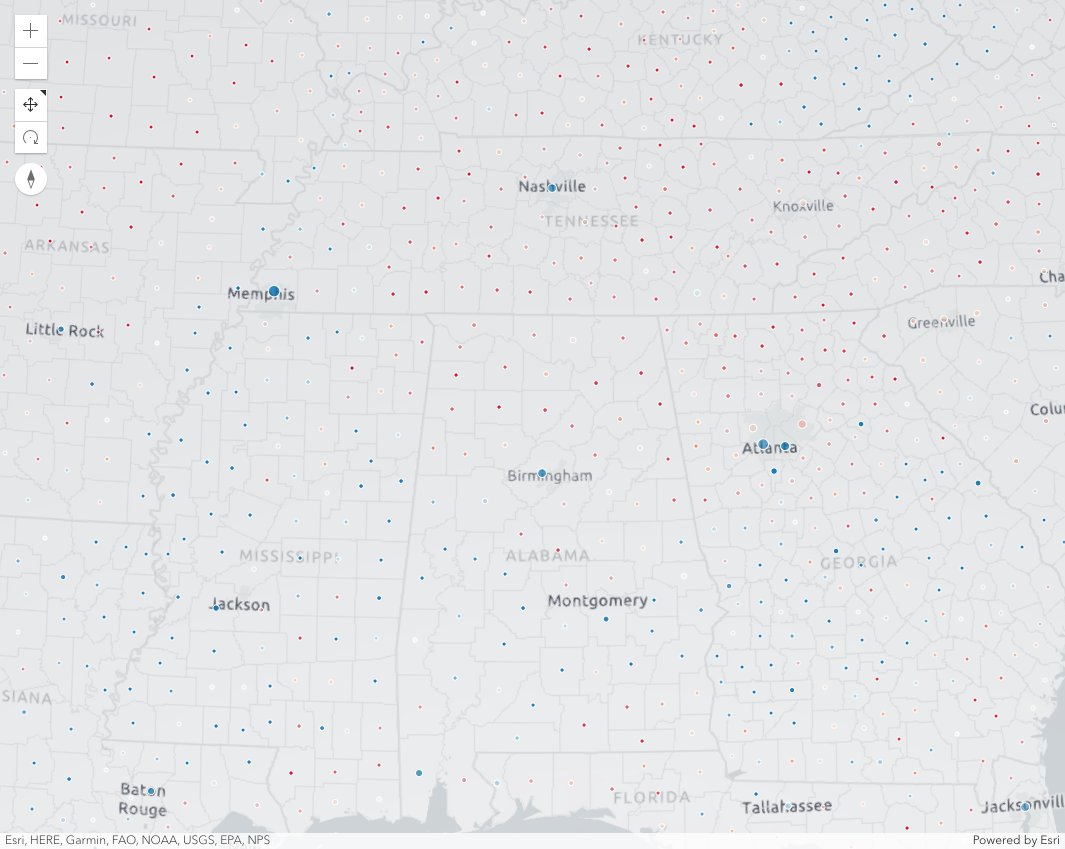 MISSOURI
KENTUCKY
Nashville
TENNESSEE
Knoxville
ARKANSAS
Memphis
Cha
Little Rock
Greenville
Colu
Atlanta
Birmingham
MISSISSIPPI
ALABAMA
GEORGIA
Jackson
Montgomery
SIANA
Baton
Rouge
FLORIDA
Tallahassee
Jacksonvill
Esri, HERE, Garmin, FAO, NOAA, USGS, EPA, NPS
Powered by Esri